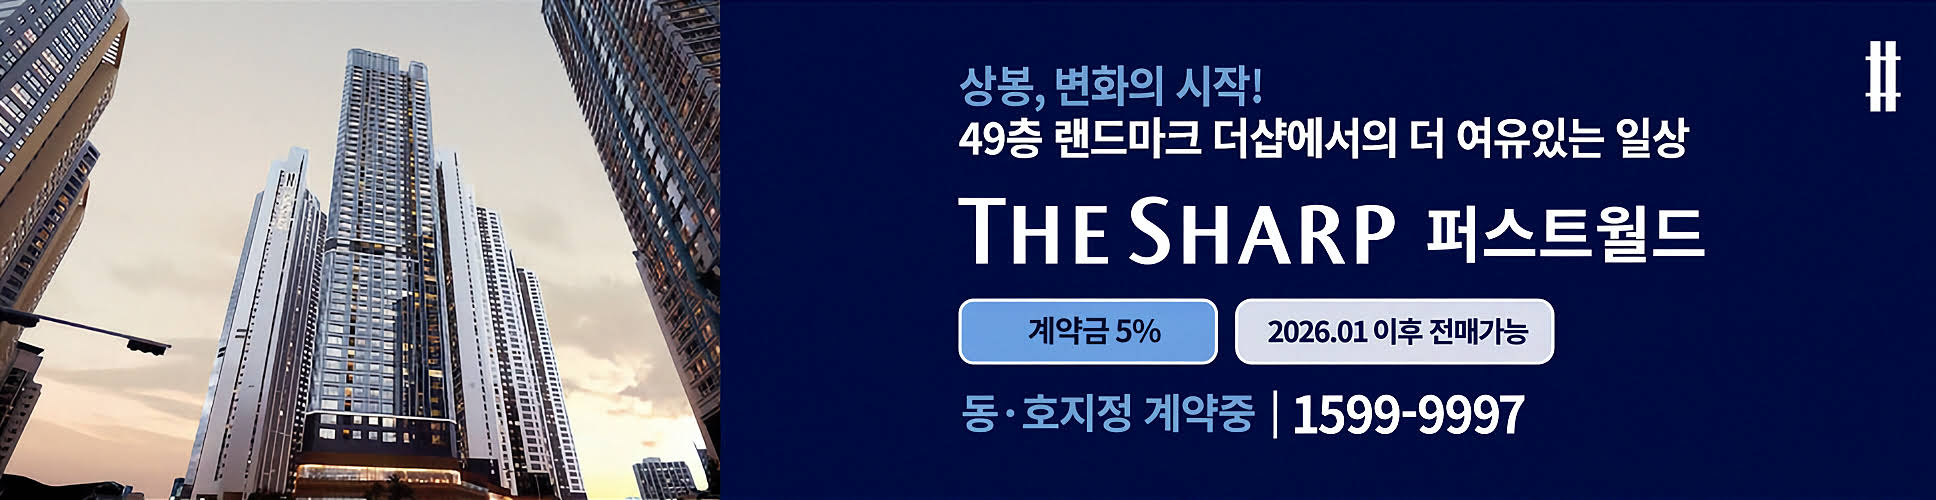 상봉, 변화의 시작!
49층 랜드마크 더샵에서의 더 여유있는 일상
THE SHARP 퍼스트월드
계약금 5%
2026.01 이후 전매가능
동·호지정 계약중 | 1599-9997